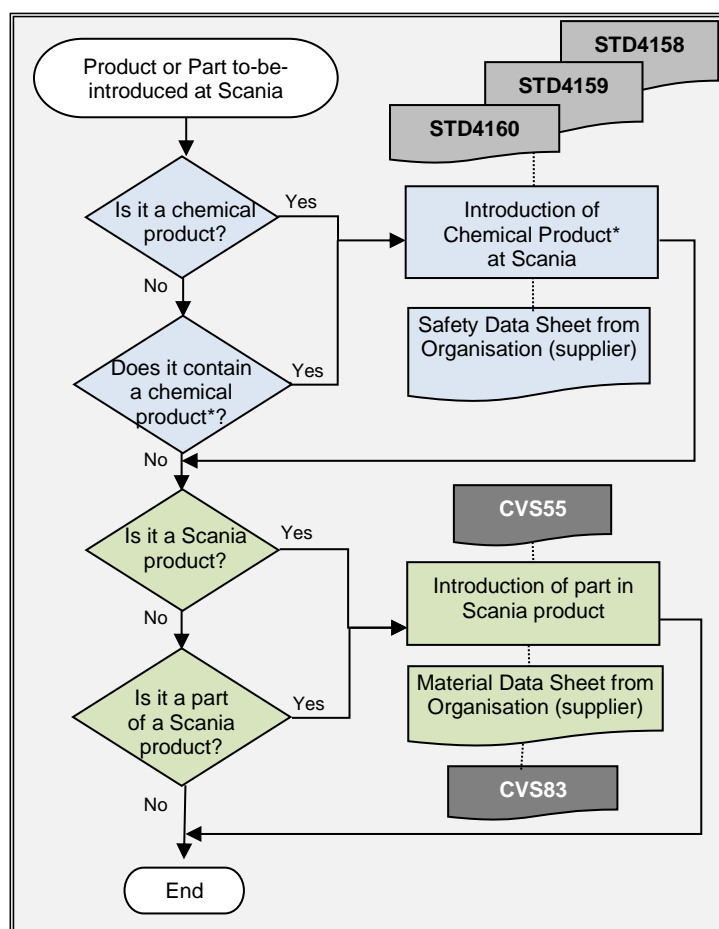 Product or Part to-be-
introduced at Scania
STD4158
STD4159
STD4160
Is it a chemical
product?
Yes
Introduction of
Chemical Product*
at Scania
No
Safety Data Sheet from
Organisation (supplier)
Does it contain
a chemical
product*?
Yes
No
CVS55
Is it a Scania
product?
Yes
Introduction of part in
Scania product
No
Material Data Sheet from
Organisation (supplier)
Is it a part
of a Scania
product?
Yes
CVS83
No
End